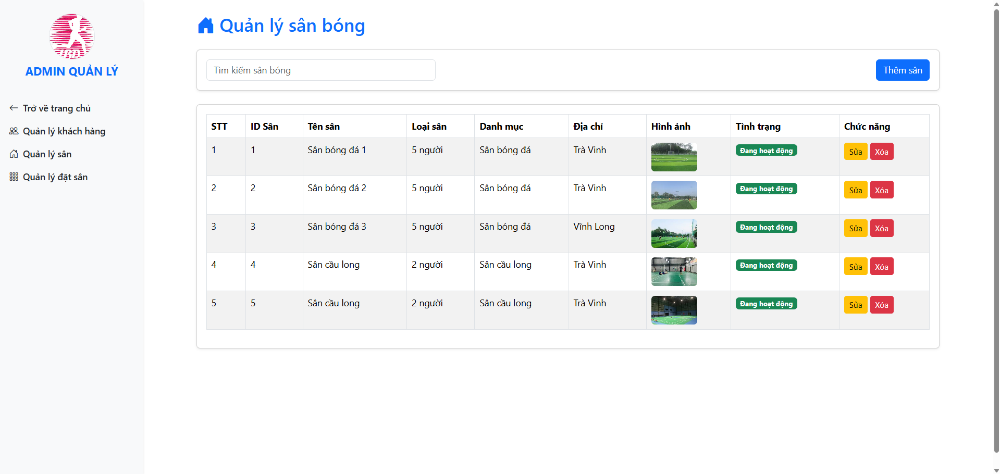 ADMIN QUẢN LÝ
Trở về trang chủ
Quản lý khách hàng
Quản lý sân
Quản lý đặt sân
Quản lý sân bóng
Tìm kiếm sân bóng
Thêm sân
STT ID Sân Tên sân Loại sân Danh mục Địa chỉ Hình ảnh Tình trạng Chức năng
1 1 Sân bóng đá 1 5 người Sân bóng đá Trà Vinh Đang hoạt động Sửa Xóa
2 2 Sân bóng đá 2 5 người Sân bóng đá Trà Vinh Đang hoạt động Sửa Xóa
3 3 Sân bóng đá 3 5 người Sân bóng đá Vĩnh Long Đang hoạt động Sửa Xóa
4 4 Sân cầu long 2 người Sân cầu long Trà Vinh Đang hoạt động Sửa Xóa
5 5 Sân cầu long 2 người Sân cầu long Trà Vinh Đang hoạt động Sửa Xóa